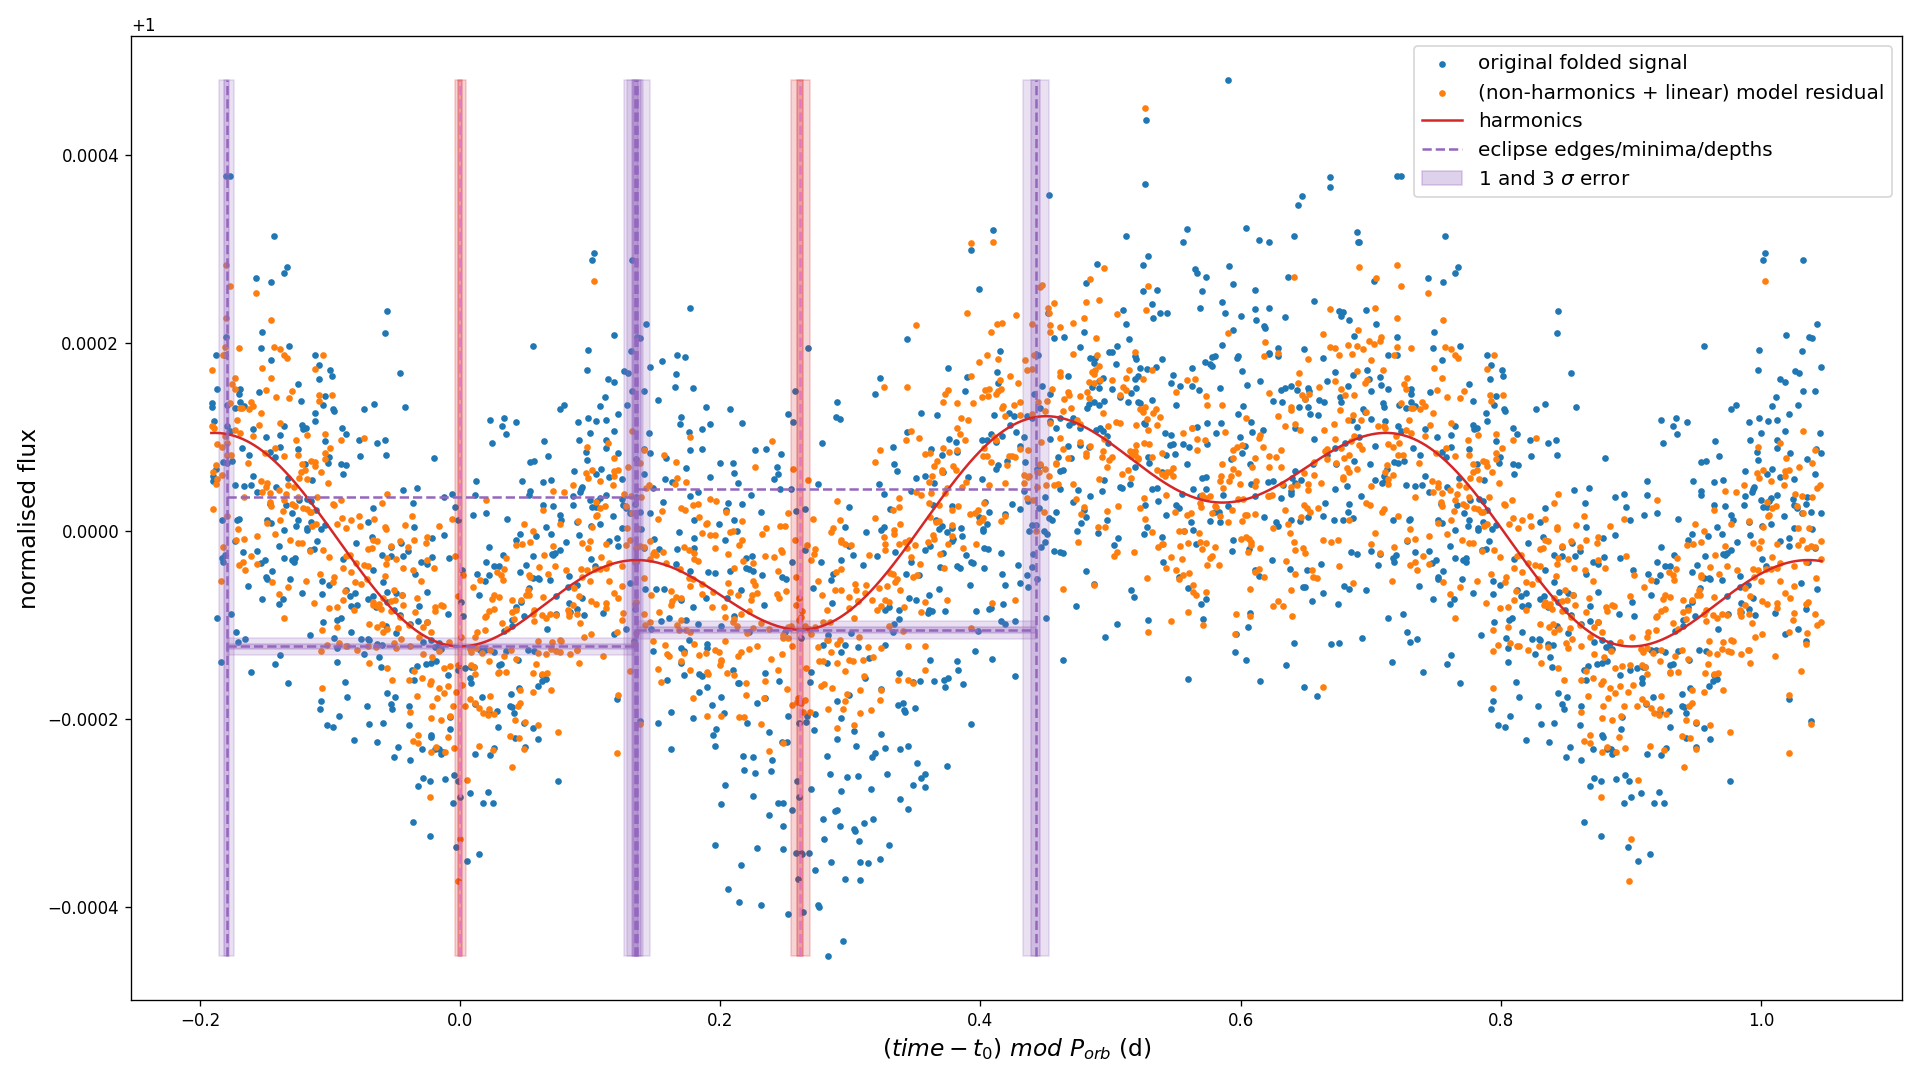 +1
original folded signal
(non-harmonics + linear) model residual
harmonics
eclipse edges/minima/depths
1 and 3 σ error
0.0004
0.0002
0.0000
−0.0002
−0.0004
normalised flux
−0.2
0.0
0.2
0.4
0.6
0.8
1.0
(time − t₀) mod Pₒᵣb (d)